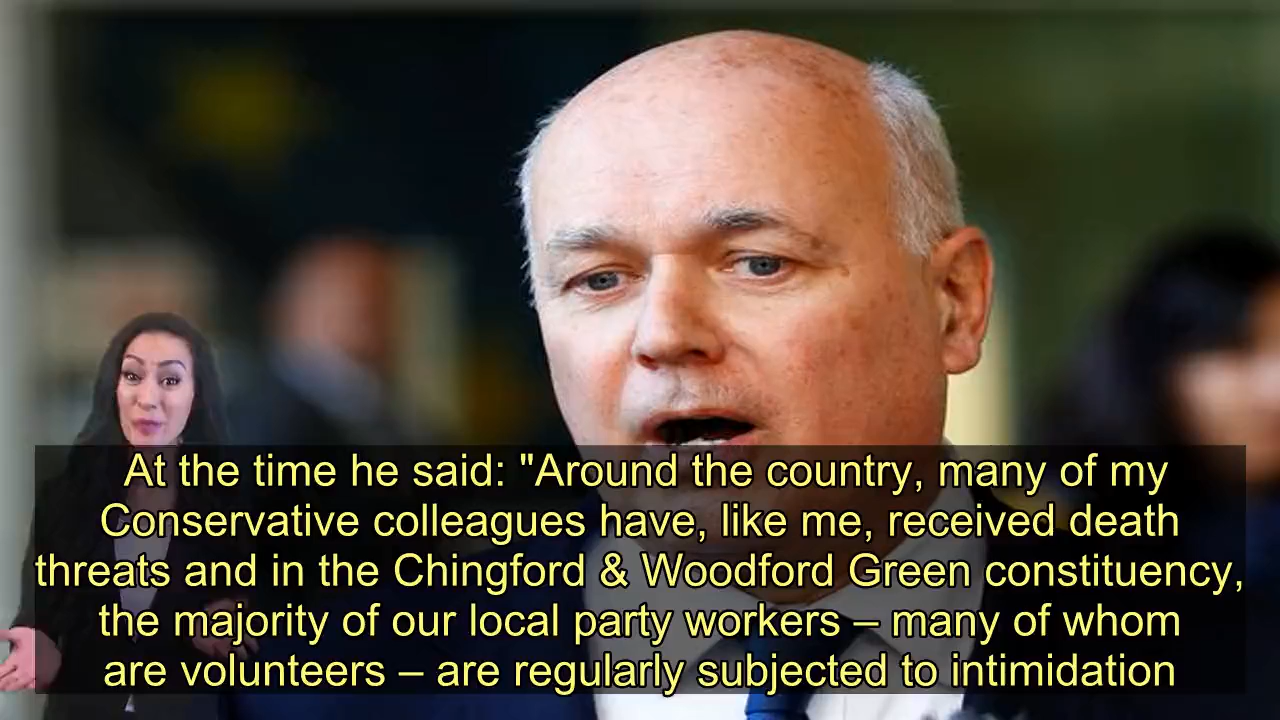 At the time he said: "Around the country, many of my
Conservative colleagues have, like me, received death
threats and in the Chingford & Woodford Green constituency,
the majority of our local party workers – many of whom
are volunteers – are regularly subjected to intimidation